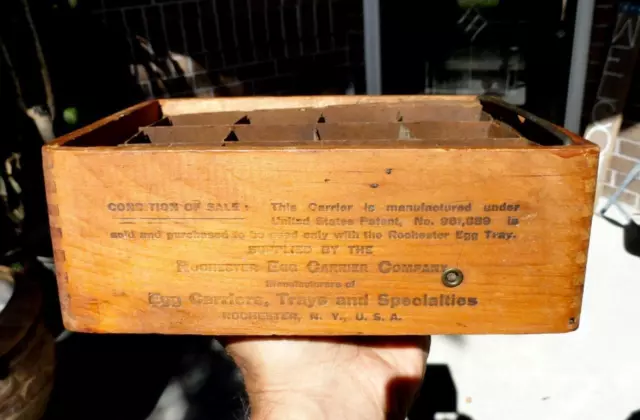 CONDITION OF SALE: This Carrier is manufactured under
United States Patent, No. 961,889 is
sold and purchased to be used only with the Rochester Egg Tray.
SUPPLIED BY THE
ROCHESTER EGG CARRIER COMPANY
Manufacturers of
Egg Carriers, Trays and Specialties
ROCHESTER, N. Y., U. S. A.
WELCO